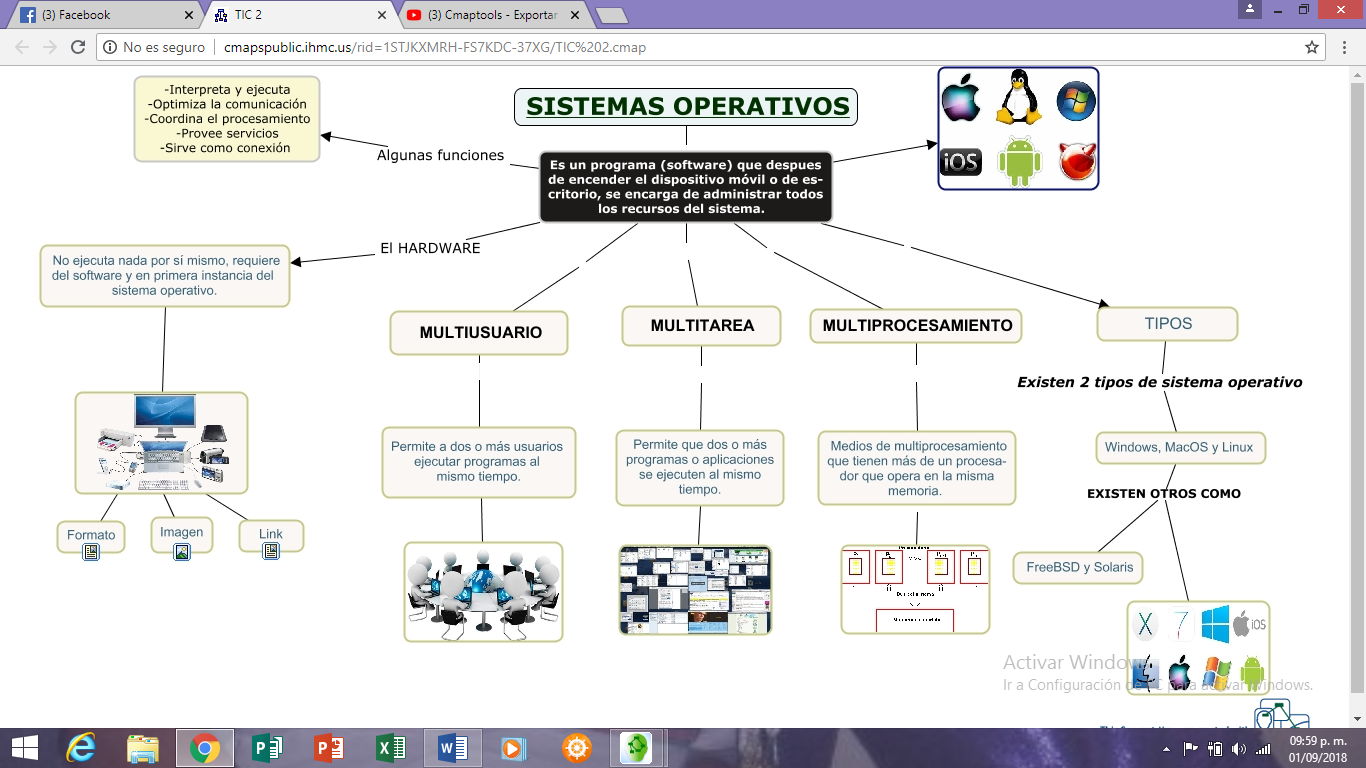 (3) Facebook
TIC 2
(3) Cmaptools - Exportar
No es seguro
cmapspublic.ihmc.us/rid=1STJKXMRH-FS7KDC-37XG/TIC%202.cmap
-Interpreta y ejecuta
-Optimiza la comunicación
-Coordina el procesamiento
-Provee servicios
-Sirve como conexión
SISTEMAS OPERATIVOS
iOS
Algunas funciones
Es un programa (software) que despues
de encender el dispositivo móvil o de es-
critorio, se encarga de administrar todos
los recursos del sistema.
El HARDWARE
No ejecuta nada por sí mismo, requiere
del software y en primera instancia del
sistema operativo.
MULTIUSUARIO
MULTITAREA
MULTIPROCESAMIENTO
TIPOS
Existen 2 tipos de sistema operativo
Permite a dos o más usuarios
ejecutar programas al
mismo tiempo.
Permite que dos o más
programas o aplicaciones
se ejecuten al mismo
tiempo.
Medios de multiprocesamiento
que tienen más de un procesa-
dor que opera en la misma
memoria.
Windows, MacOS y Linux
EXISTEN OTROS COMO
Formato
Imagen
Link
FreeBSD y Solaris
X
7
iOS
Activar Windows
Ir a Configuración de PC para activar Windows.
09:59 p. m.
01/09/2018